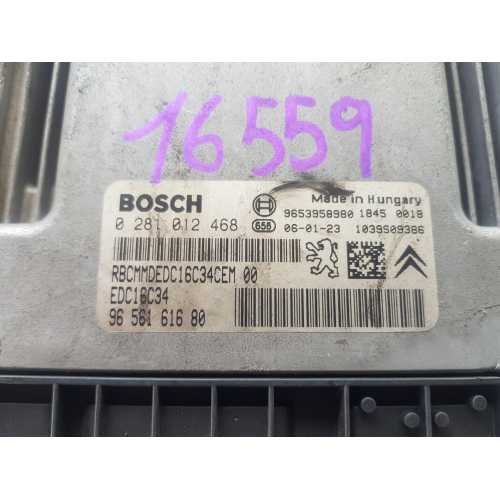 16559
BOSCH
Made in Hungary
9653958980 1845 0018
0 281 012 468
658
06-01-23 1039S09386
RBCMMDEDC16C34CEM 00
EDC16C34
96 561 616 80